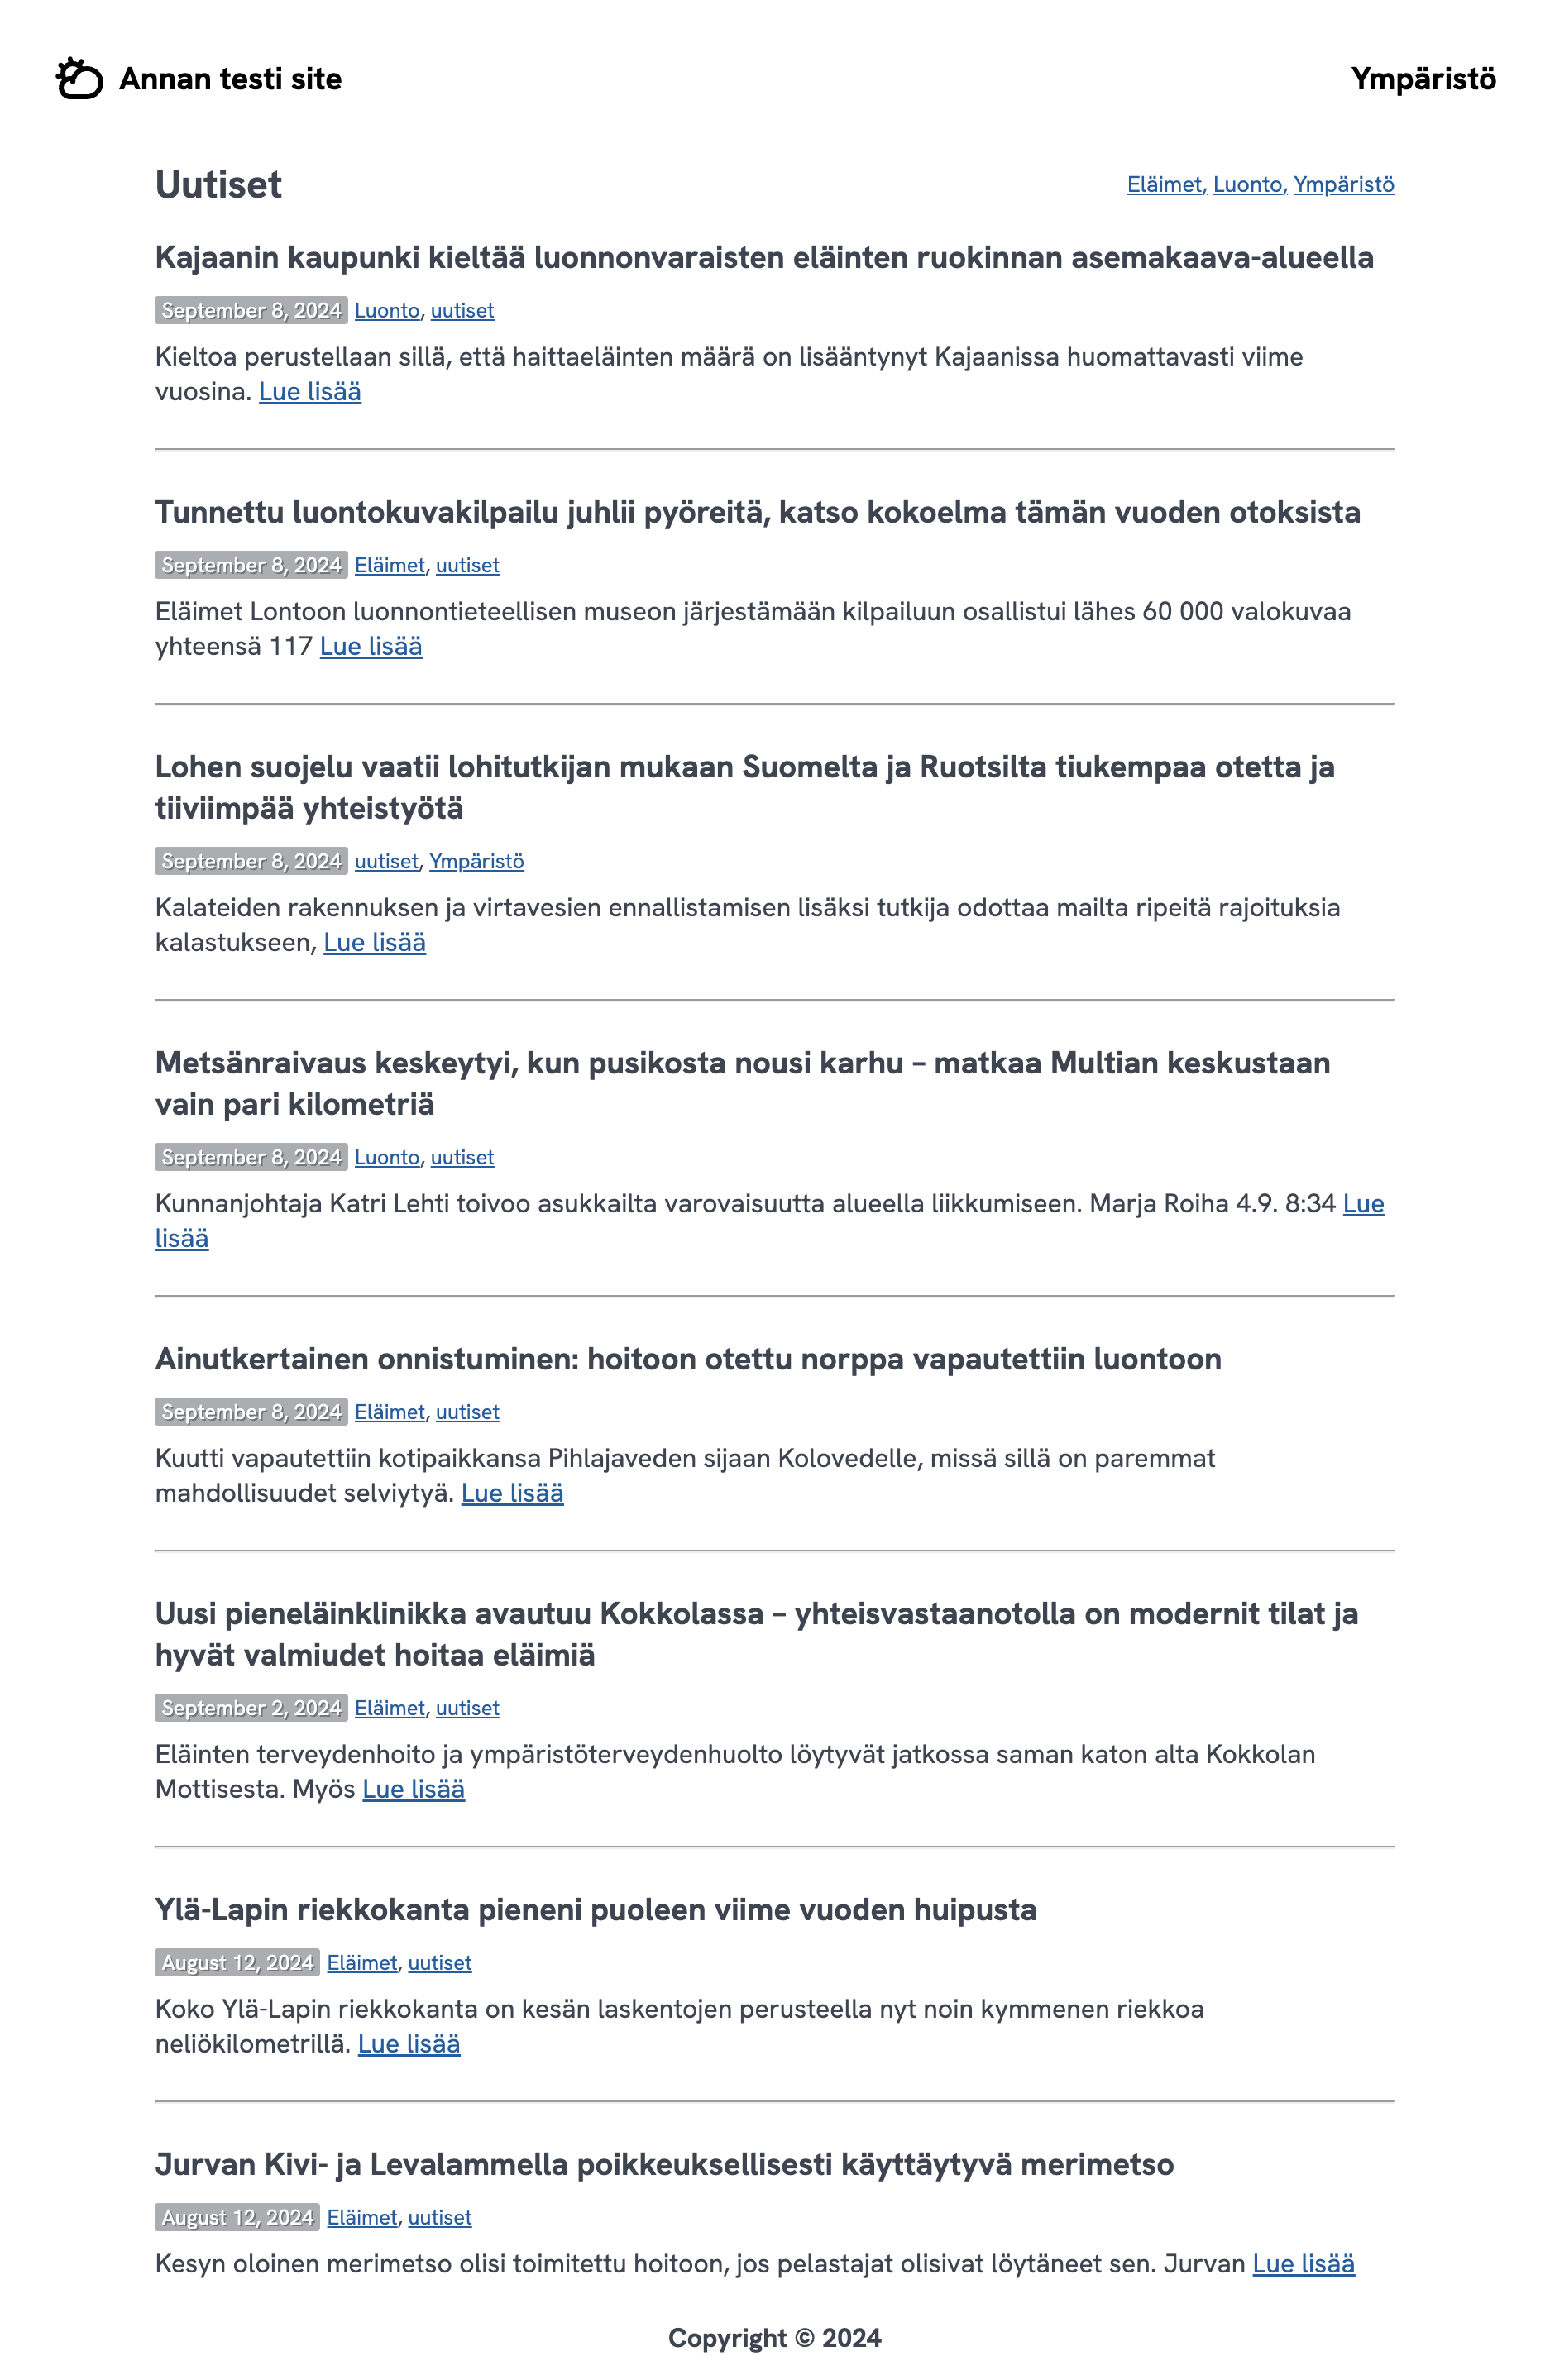 Annan testi site
Ympäristö
Uutiset
Eläimet, Luonto, Ympäristö
Kajaanin kaupunki kieltää luonnonvaraisten eläinten ruokinnan asemakaava-alueella
September 8, 2024 Luonto, uutiset
Kieltoa perustellaan sillä, että haittaeläinten määrä on lisääntynyt Kajaanissa huomattavasti viime
vuosina. Lue lisää
Tunnettu luontokuvakilpailu juhlii pyöreitä, katso kokoelma tämän vuoden otoksista
September 8, 2024 Eläimet, uutiset
Eläimet Lontoon luonnontieteellisen museon järjestämään kilpailuun osallistui lähes 60 000 valokuvaa
yhteensä 117 Lue lisää
Lohen suojelu vaatii lohitutkijan mukaan Suomelta ja Ruotsilta tiukempaa otetta ja
tiiviimpää yhteistyötä
September 8, 2024 uutiset, Ympäristö
Kalateiden rakennuksen ja virtavesien ennallistamisen lisäksi tutkija odottaa mailta ripeitä rajoituksia
kalastukseen, Lue lisää
Metsänraivaus keskeytyi, kun pusikosta nousi karhu – matkaa Multian keskustaan
vain pari kilometriä
September 8, 2024 Luonto, uutiset
Kunnanjohtaja Katri Lehti toivoo asukkailta varovaisuutta alueella liikkumiseen. Marja Roiha 4.9. 8:34 Lue
lisää
Ainutkertainen onnistuminen: hoitoon otettu norppa vapautettiin luontoon
September 8, 2024 Eläimet, uutiset
Kuutti vapautettiin kotipaikkansa Pihlajaveden sijaan Kolovedelle, missä sillä on paremmat
mahdollisuudet selviytyä. Lue lisää
Uusi pieneläinklinikka avautuu Kokkolassa – yhteisvastaanotolla on modernit tilat ja
hyvät valmiudet hoitaa eläimiä
September 2, 2024 Eläimet, uutiset
Eläinten terveydenhoito ja ympäristöterveydenhuolto löytyvät jatkossa saman katon alta Kokkolan
Mottisesta. Myös Lue lisää
Ylä-Lapin riekkokanta pieneni puoleen viime vuoden huipusta
August 12, 2024 Eläimet, uutiset
Koko Ylä-Lapin riekkokanta on kesän laskentojen perusteella nyt noin kymmenen riekkoa
neliökilometrillä. Lue lisää
Jurvan Kivi- ja Levalammella poikkeuksellisesti käyttäytyvä merimetso
August 12, 2024 Eläimet, uutiset
Kesyn oloinen merimetso olisi toimitettu hoitoon, jos pelastajat olisivat löytäneet sen. Jurvan Lue lisää
Copyright © 2024